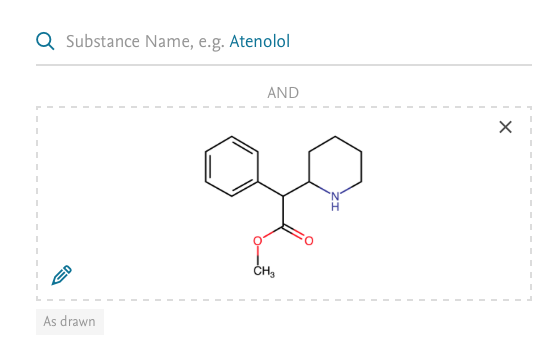 Substance Name, e.g. Atenolol
AND
N
H
O
O
CH₃
As drawn